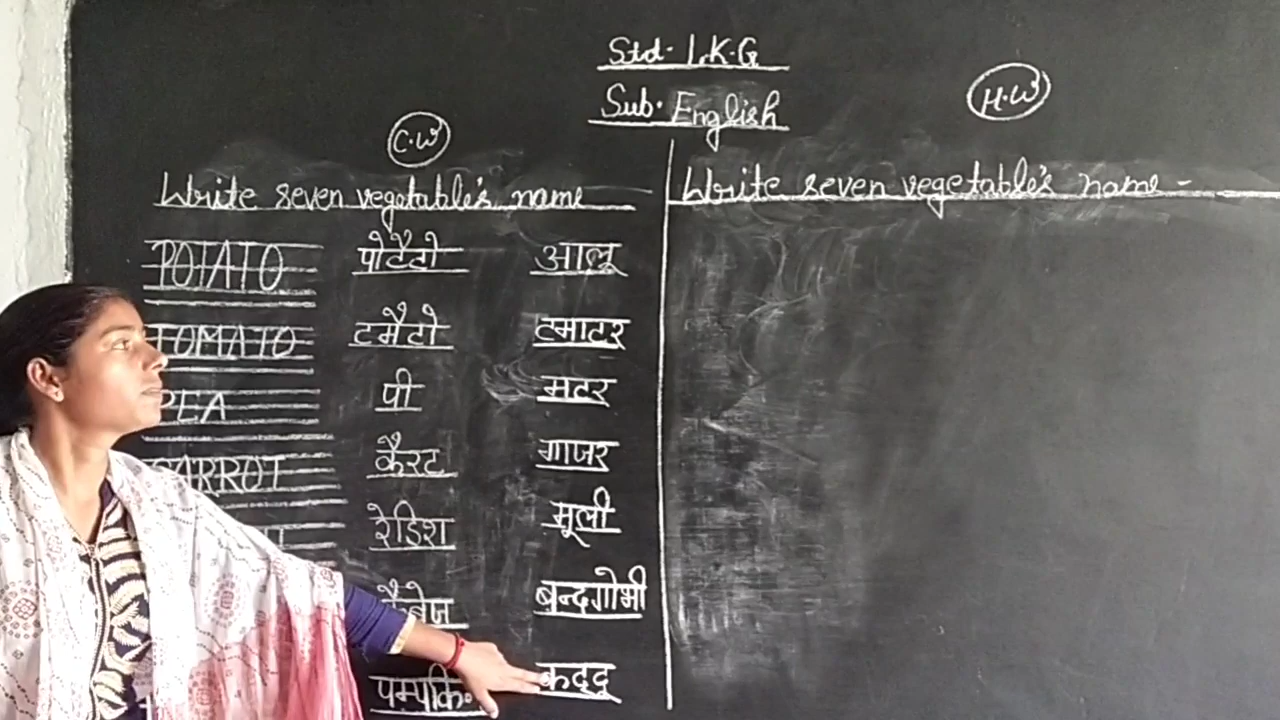 Std- L.K.G
Sub. English
H.W
C.W
Write seven vegetable's name
Write seven vegetable's name -
POTATO पोटैटो आलू
TOMATO टमैटो टमाटर
PEA पी मटर
CARROT कैरट गाजर
रेडिश मूली
कैबेज बन्दगोभी
कद्दू